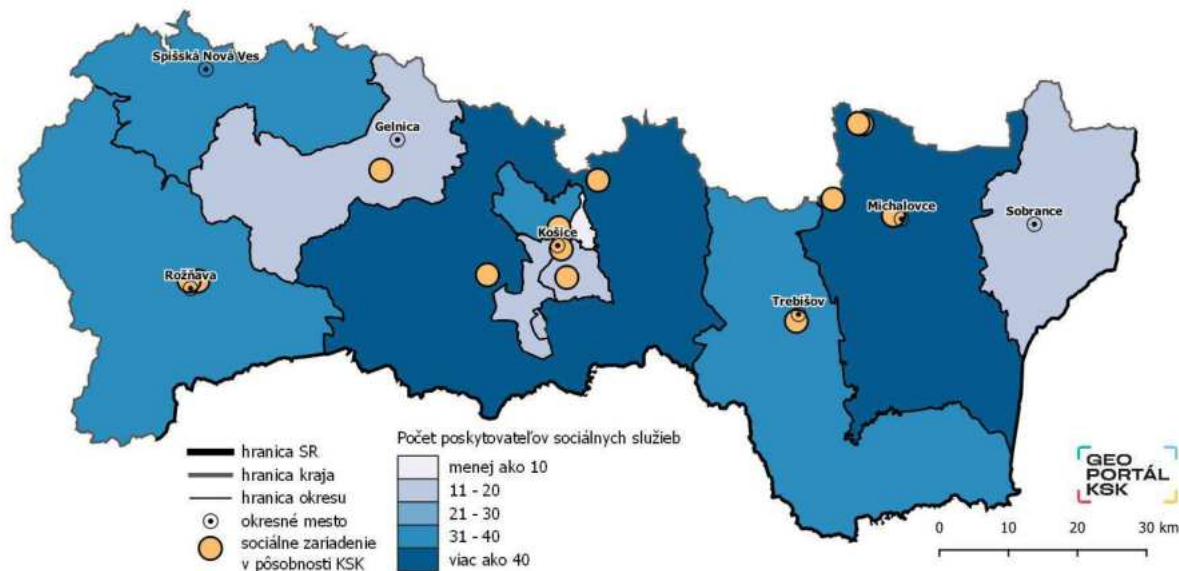 Spišská Nová Ves
Gelnica
Košice
Michalovce
Sobrance
Rožňava
Trebišov
hranica SR
hranica kraja
hranica okresu
okresné mesto
sociálne zariadenie
v pôsobnosti KSK
Počet poskytovateľov sociálnych služieb
menej ako 10
11 - 20
21 - 30
31 - 40
viac ako 40
GEO
PORTÁL
KSK
0 10 20 30 km